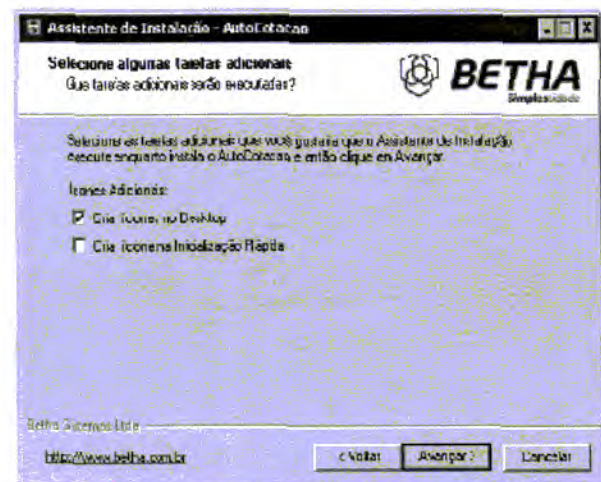 Assistente de Instalação - AutoCotacao
Selecione algumas tarefas adicionais
Que tarefas adicionais serão executadas?
BETHA
Simplicidade
Selecione as tarefas adicionais que você gostaria que o Assistente de Instalação
execute enquanto instala o AutoCotacao e então clique em Avançar.
Ícones Adicionais:
Criar ícones no Desktop
Criar ícone na Inicialização Rápida
Betha Sistemas Ltda
http://www.betha.com.br
< Voltar
Avançar >
Cancelar